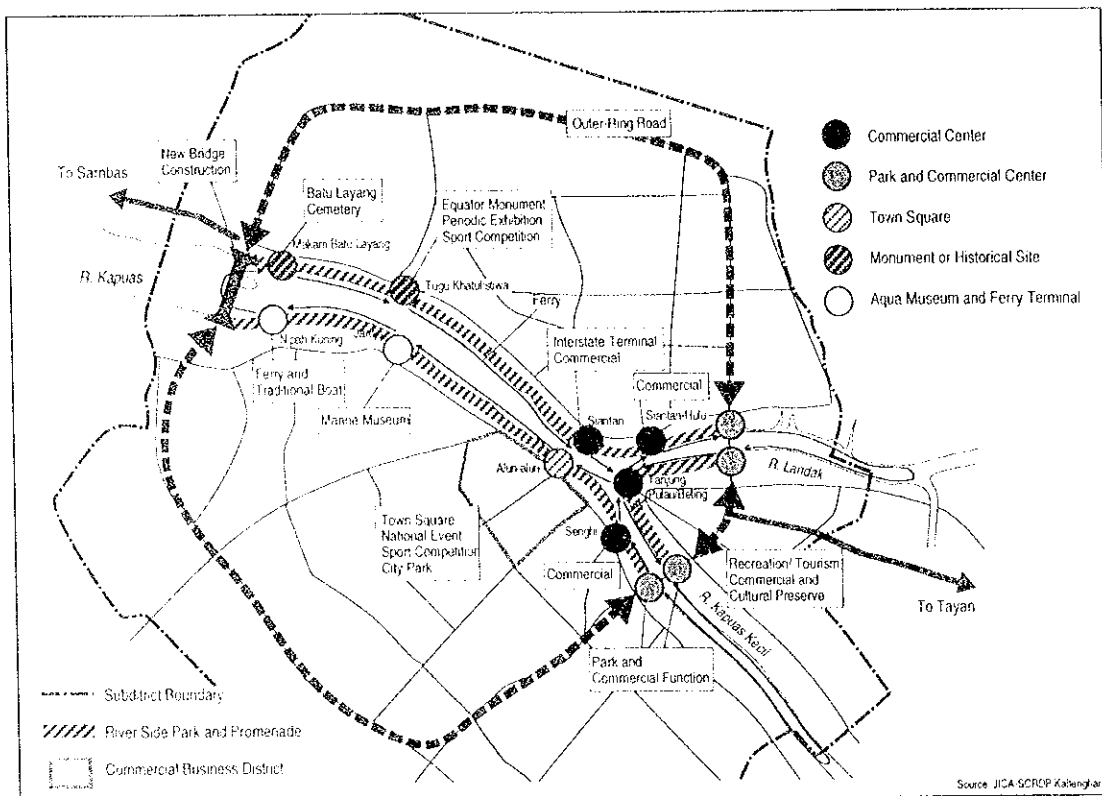 Outer-Ring Road
Commercial Center
Park and Commercial Center
Town Square
Monument or Historical Site
Aqua Museum and Ferry Terminal
New Bridge
Construction
To Sambas
Batu Layang
Cemetery
Equator Monument
Periodic Exhibition
Sport Competition
Makam Batu Layang
R. Kapuas
Tugu Khatulistiwa
Ferry
Nipah Kuning
Interstate Terminal
Commercial
Commercial
Ferry and
Traditional Boat
Marine Museum
Siantan
Siantan-Hulu
Alun-alun
Tanjung
Pulau/Beting
R. Landak
Town Square
National Event
Sport Competition
City Park
Senghi
Commercial
Recreation/ Tourism
Commercial and
Cultural Preserve
To Tayan
R. Kapuas Kecil
Park and
Commercial Function
Subdistrict Boundary
River Side Park and Promenade
Commercial Business District
Source: JICA-SCRDP Kaltenghar